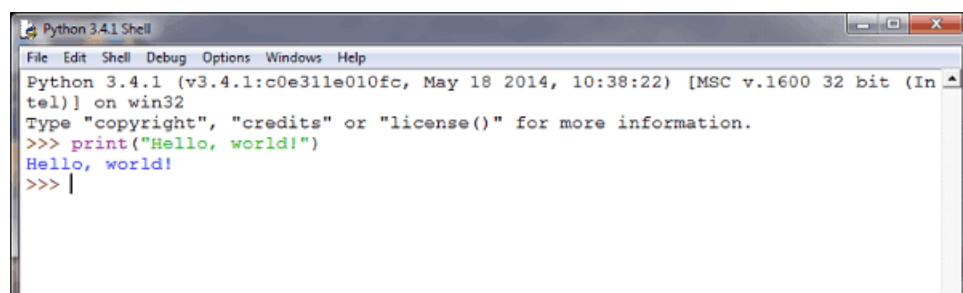 Python 3.4.1 Shell
File Edit Shell Debug Options Windows Help
Python 3.4.1 (v3.4.1:c0e311e010fc, May 18 2014, 10:38:22) [MSC v.1600 32 bit (In
tel)] on win32
Type "copyright", "credits" or "license()" for more information.
>>> print("Hello, world!")
Hello, world!
>>>